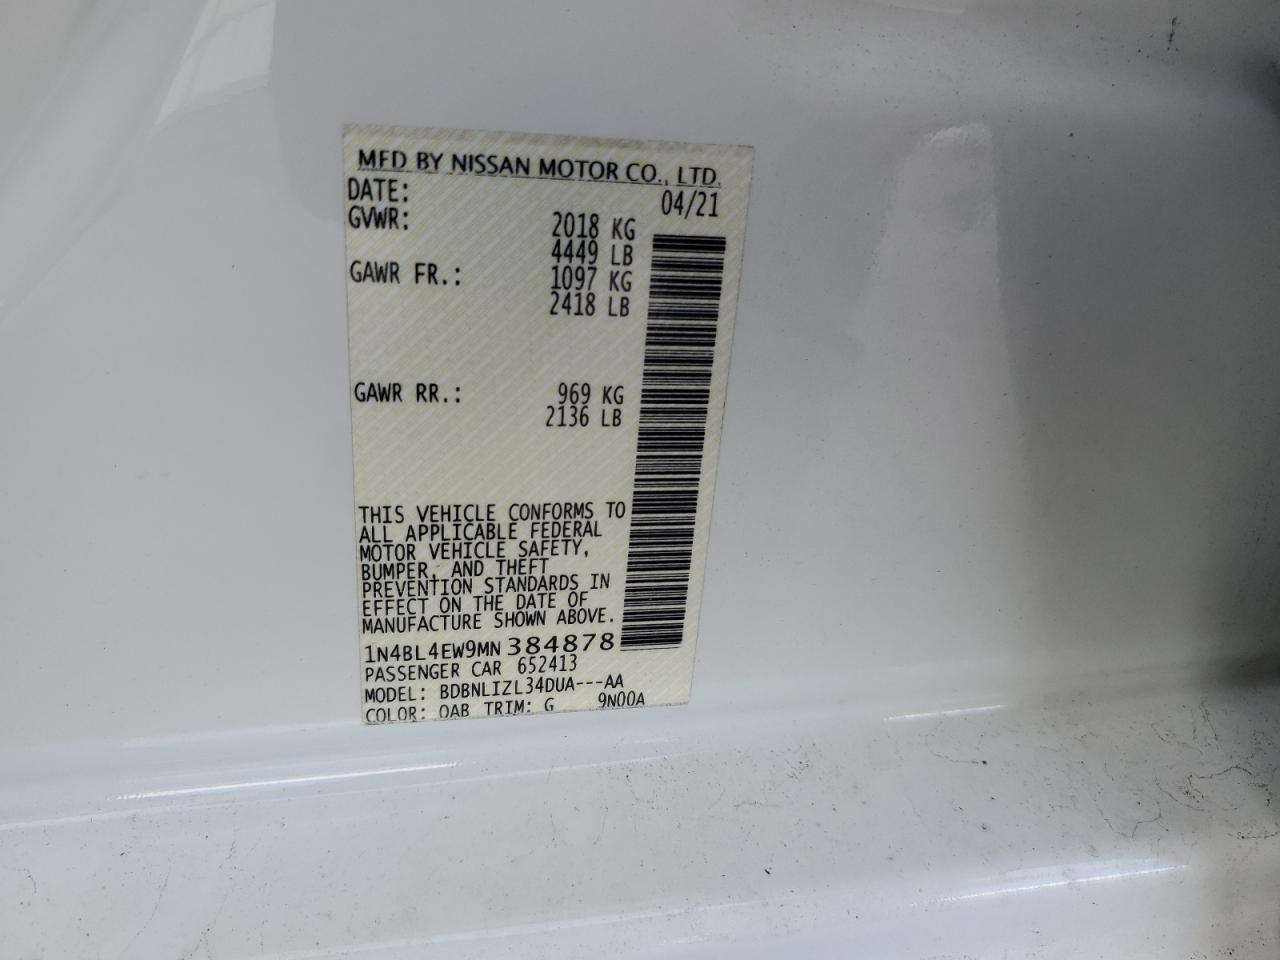 MFD BY NISSAN MOTOR CO., LTD.
DATE: 04/21
GVWR: 2018 KG
4449 LB
GAWR FR.: 1097 KG
2418 LB
GAWR RR.: 969 KG
2136 LB
THIS VEHICLE CONFORMS TO
ALL APPLICABLE FEDERAL
MOTOR VEHICLE SAFETY,
BUMPER, AND THEFT
PREVENTION STANDARDS IN
EFFECT ON THE DATE OF
MANUFACTURE SHOWN ABOVE.
1N4BL4EW9MN384878
PASSENGER CAR 652413
MODEL: BDBNLIZL34DUA---AA
COLOR: QAB TRIM: G 9N00A